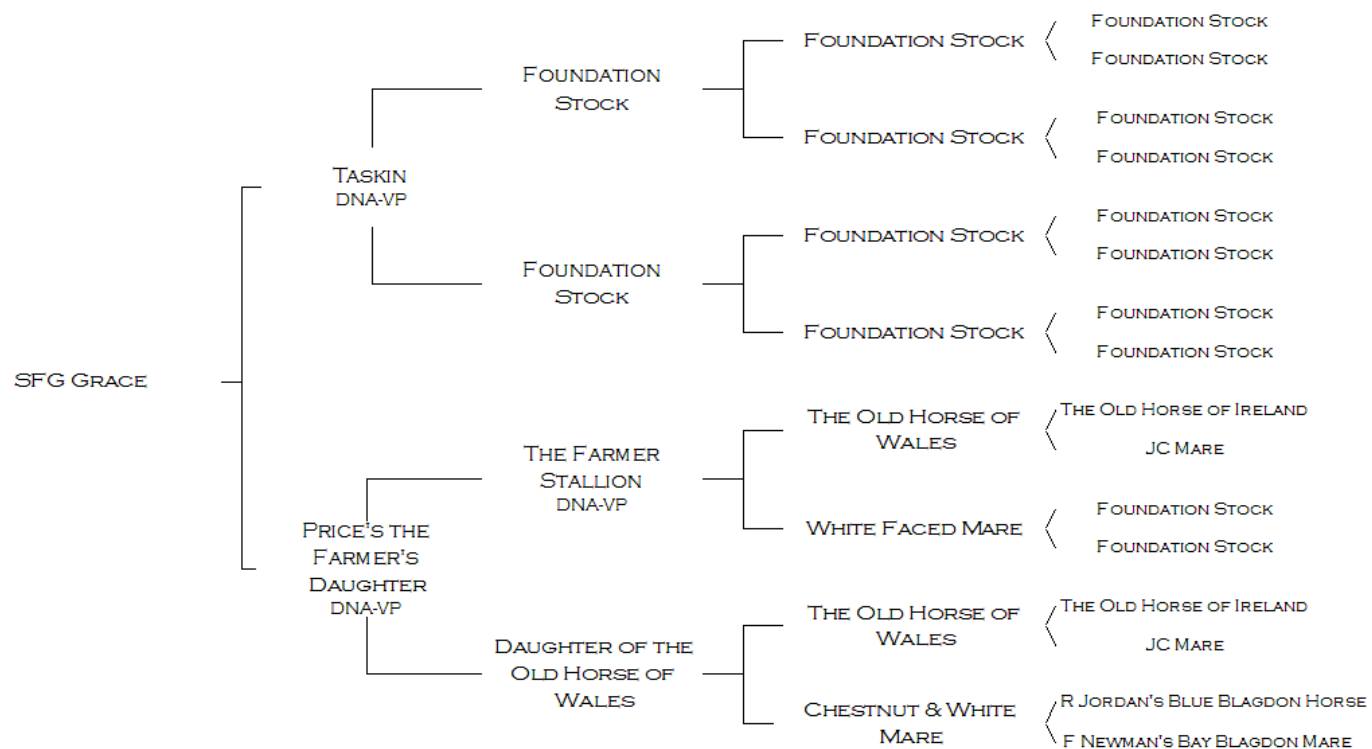 Foundation Stock
Foundation Stock
Foundation Stock
Foundation
Stock
Foundation Stock
Foundation Stock
Foundation Stock
Taskin
DNA-VP
Foundation Stock
Foundation Stock
Foundation Stock
Foundation
Stock
Foundation Stock
Foundation Stock
Foundation Stock
SFG Grace
The Old Horse of
Wales
The Old Horse of Ireland
JC Mare
The Farmer
Stallion
DNA-VP
White Faced Mare
Foundation Stock
Foundation Stock
Price's the
Farmer's
Daughter
DNA-VP
The Old Horse of
Wales
The Old Horse of Ireland
JC Mare
Daughter of the
Old Horse of
Wales
Chestnut & White
Mare
R Jordan's Blue Blagdon Horse
F Newman's Bay Blagdon Mare